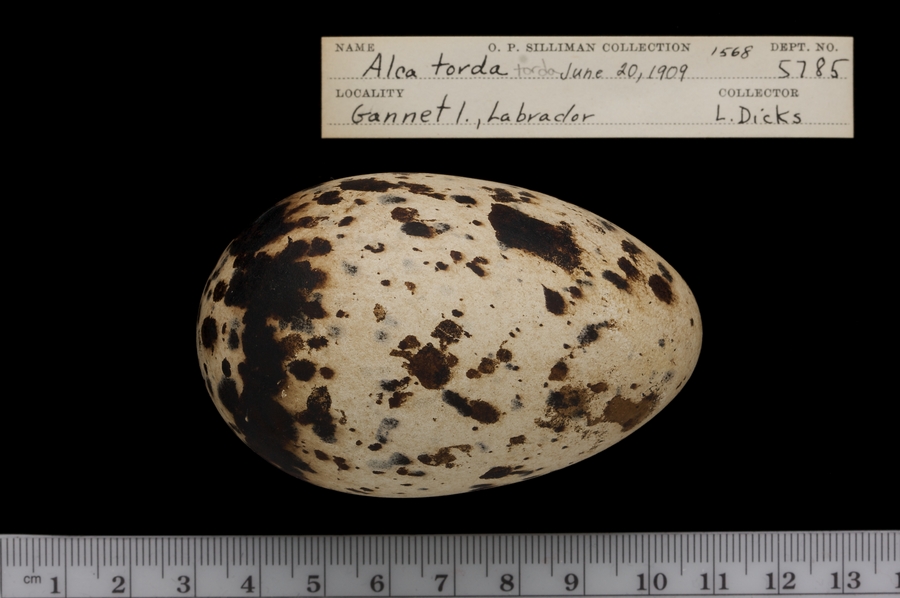 NAME O. P. SILLIMAN COLLECTION 1568 DEPT. NO.
Alca torda torda June 20, 1909 5785
LOCALITY COLLECTOR
Gannet I., Labrador L. Dicks
cm 1 2 3 4 5 6 7 8 9 10 11 12 13